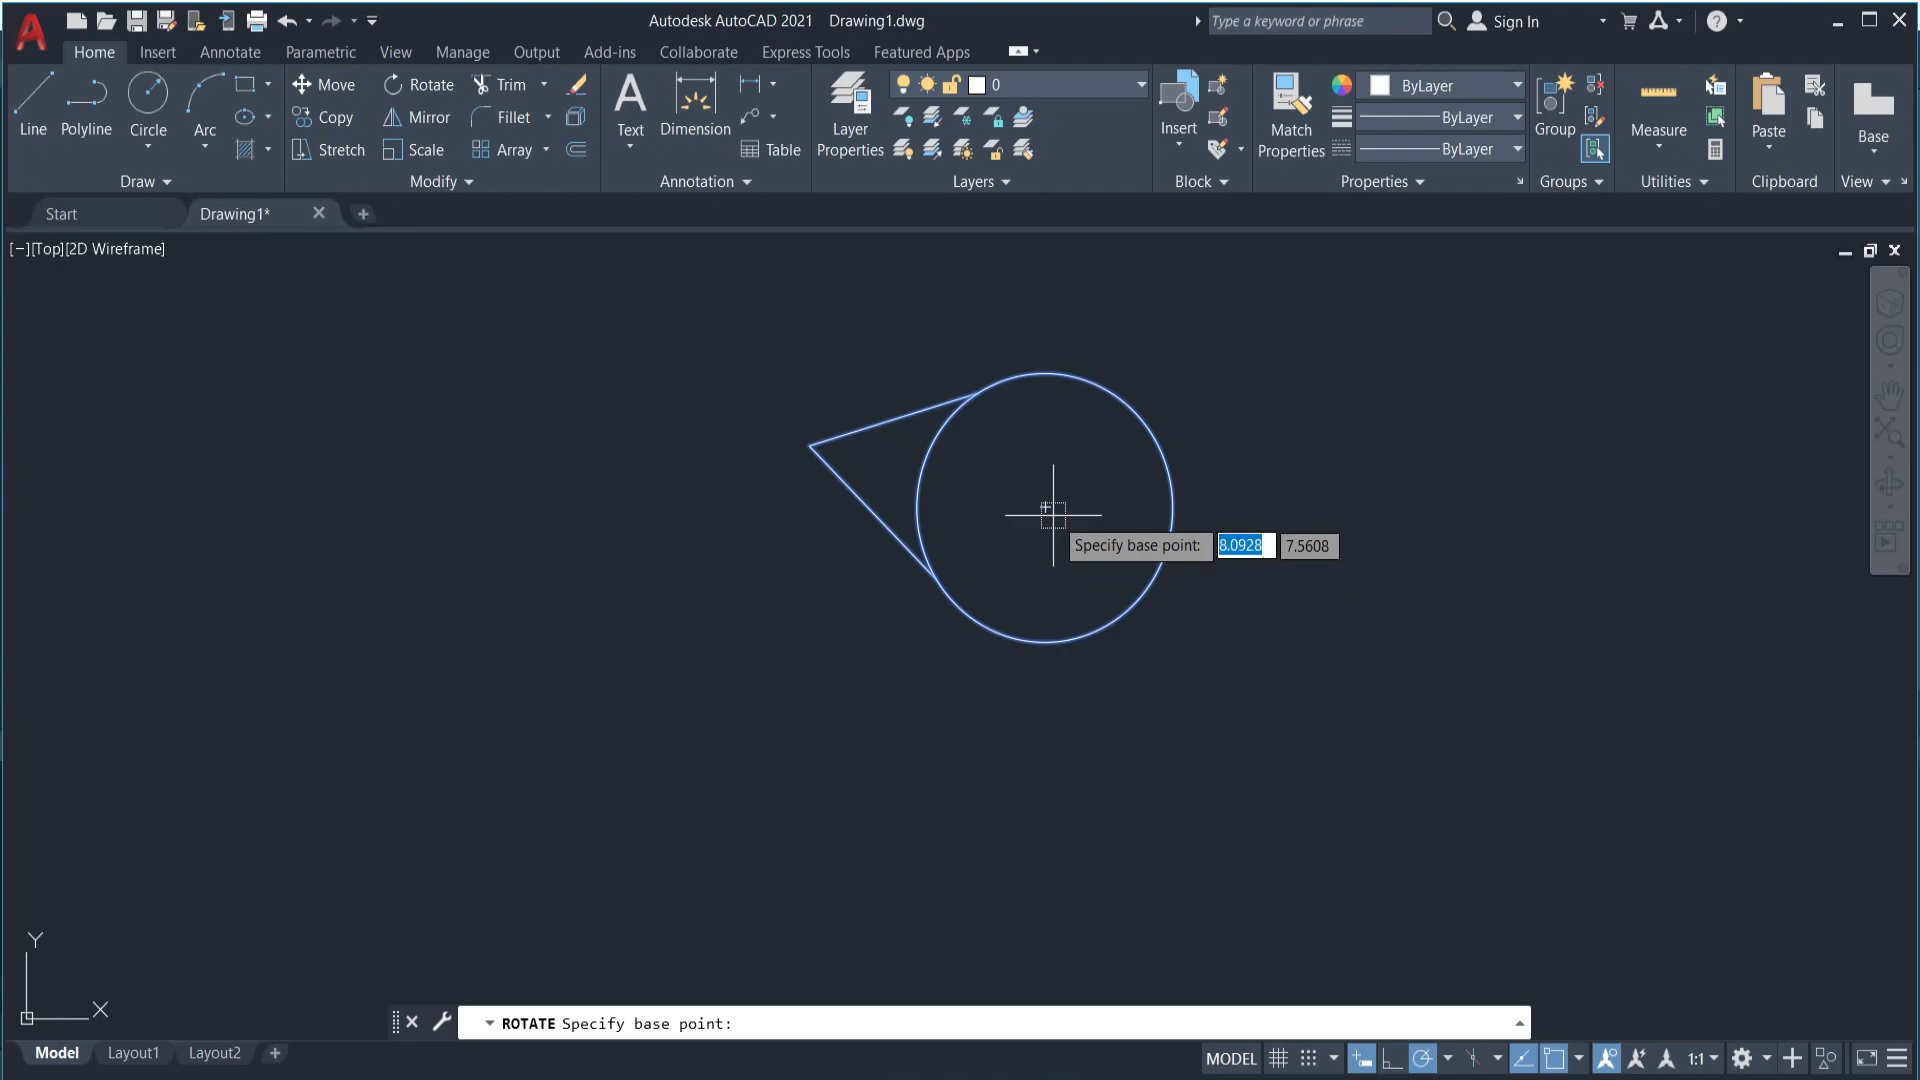 Autodesk AutoCAD 2021 Drawing1.dwg Type a keyword or phrase Sign In
Home Insert Annotate Parametric View Manage Output Add-ins Collaborate Express Tools Featured Apps
Line Polyline Circle Arc
Move Rotate Trim
Copy Mirror Fillet
Stretch Scale Array
Text Dimension Table
Layer Properties
0
Insert
Match Properties
ByLayer
ByLayer
ByLayer
Group
Measure
Paste
Base
Draw Modify Annotation Layers Block Properties Groups Utilities Clipboard View
Start Drawing1*
[−][Top][2D Wireframe]
Specify base point: 8.0928 7.5608
Y
X
ROTATE Specify base point:
Model Layout1 Layout2
MODEL 1:1